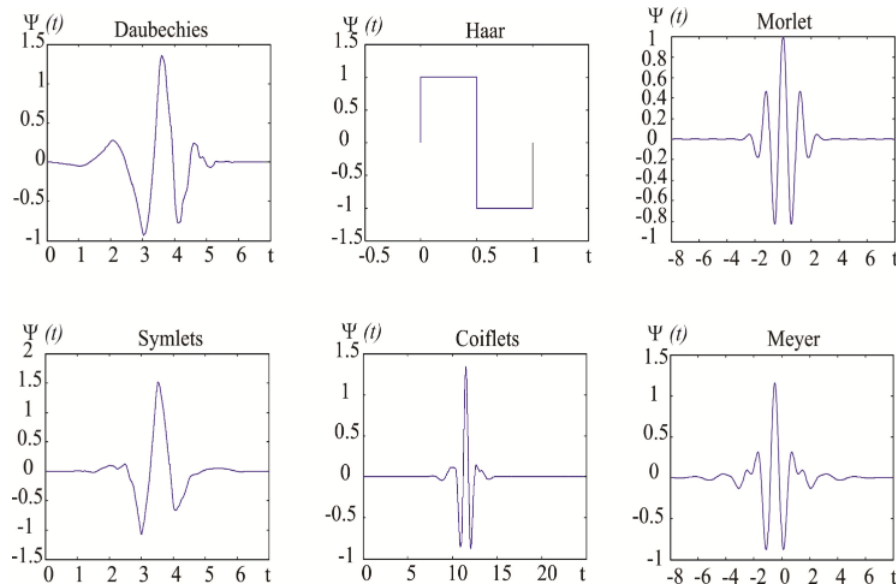 Ψ (t)
Daubechies
1.5
1
0.5
0
-0.5
-1
0 1 2 3 4 5 6 t
Ψ (t)
Haar
1.5
1
0.5
0
-0.5
-1
-1.5
-0.5 0 0.5 1 t
Ψ (t)
Morlet
1
0.8
0.6
0.4
0.2
0
-0.2
-0.4
-0.6
-0.8
-1
-8 -6 -4 -2 0 2 4 6 t
Ψ (t)
Symlets
2
1.5
1
0.5
0
-0.5
-1
-1.5
0 1 2 3 4 5 6 t
Ψ (t)
Coiflets
1.5
1
0.5
0
-0.5
-1
0 5 10 15 20 t
Ψ (t)
Meyer
1.5
1
0.5
0
-0.5
-1
-8 -6 -4 -2 0 2 4 6 t